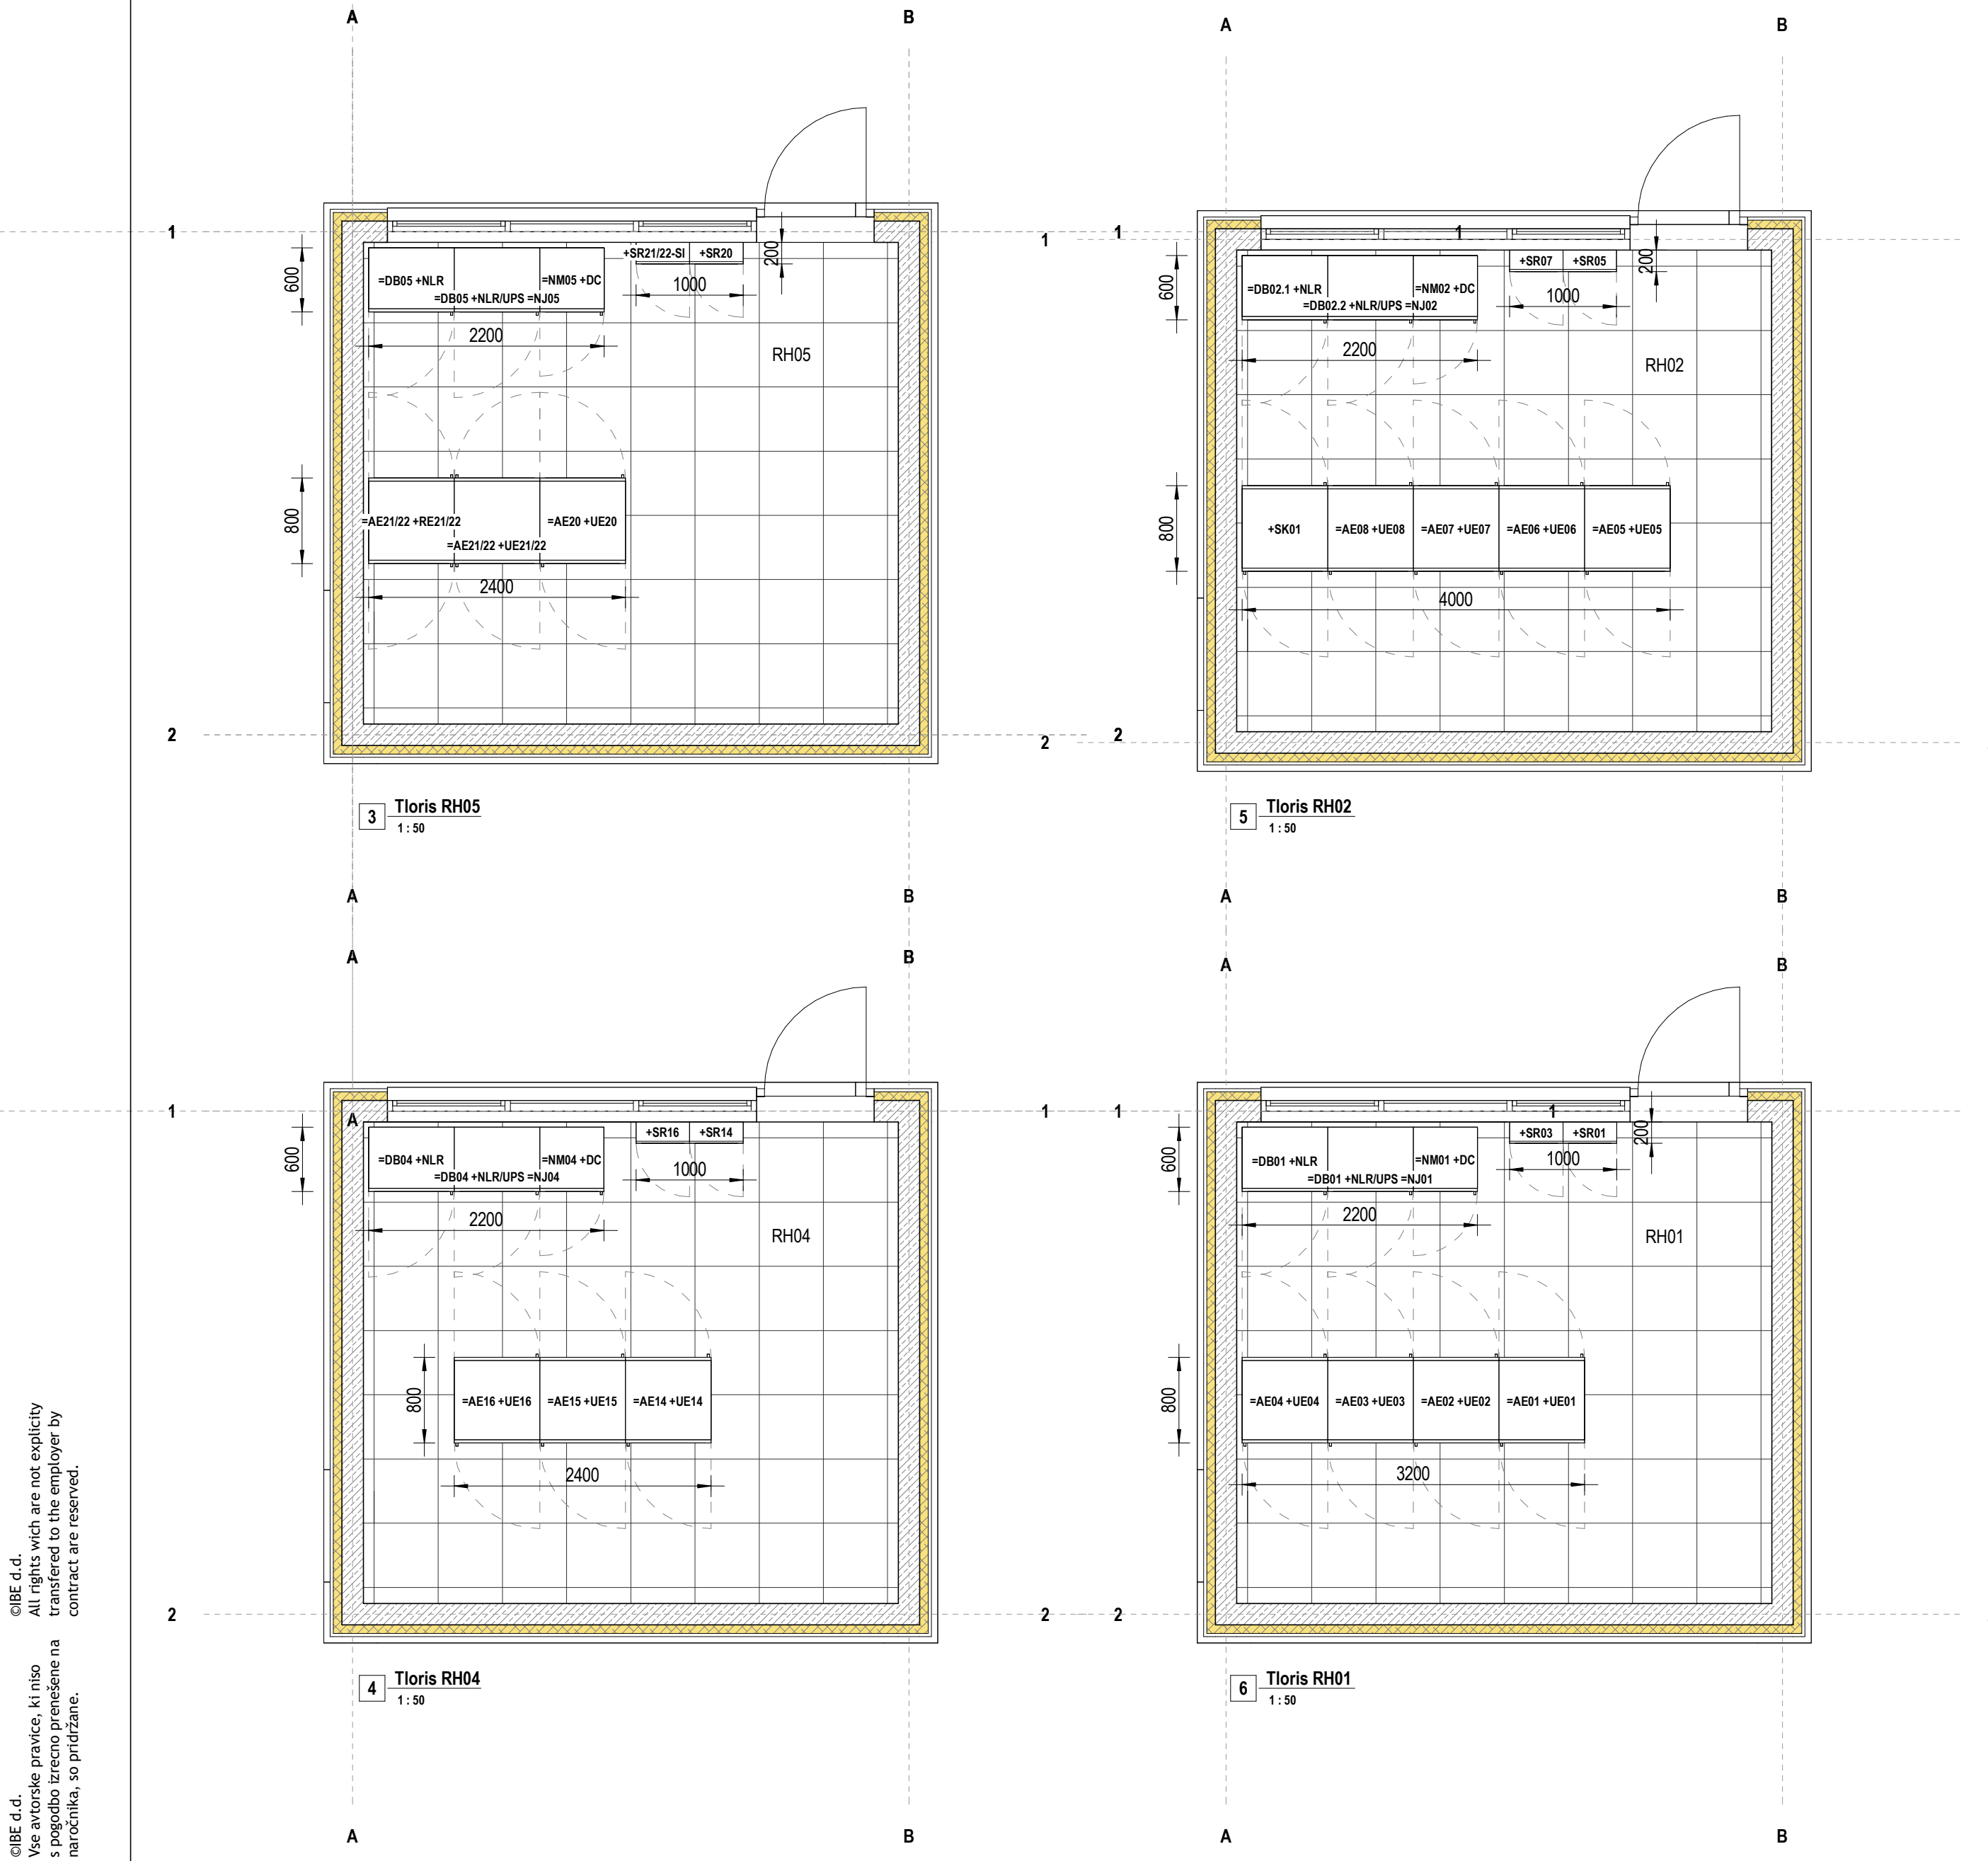 A
B
1
600
=DB05 +NLR
=NM05 +DC
=DB05 +NLR/UPS =NJ05
+SR21/22-SI
+SR20
200
1000
2200
RH05
800
=AE21/22 +RE21/22
=AE20 +UE20
=AE21/22 +UE21/22
2400
2
3
Tloris RH05
1 : 50
A
B
A
B
1
1
1
600
=DB02.1 +NLR
=NM02 +DC
=DB02.2 +NLR/UPS =NJ02
+SR07
+SR05
200
1000
2200
RH02
800
+SK01
=AE08 +UE08
=AE07 +UE07
=AE06 +UE06
=AE05 +UE05
4000
2
2
5
Tloris RH02
1 : 50
A
B
A
B
1
A
600
=DB04 +NLR
=NM04 +DC
=DB04 +NLR/UPS =NJ04
+SR16
+SR14
1000
2200
RH04
800
=AE16 +UE16
=AE15 +UE15
=AE14 +UE14
2400
2
4
Tloris RH04
1 : 50
A
B
A
B
1
1
1
600
=DB01 +NLR
=NM01 +DC
=DB01 +NLR/UPS =NJ01
+SR03
+SR01
200
1000
2200
RH01
800
=AE04 +UE04
=AE03 +UE03
=AE02 +UE02
=AE01 +UE01
3200
2
2
6
Tloris RH01
1 : 50
A
B
©IBE d.d.
All rights wich are not explicity
transfered to the employer by
contract are reserved.
©IBE d.d.
Vse avtorske pravice, ki niso
s pogodbo izrecno prenešene na
naročnika, so pridržane.